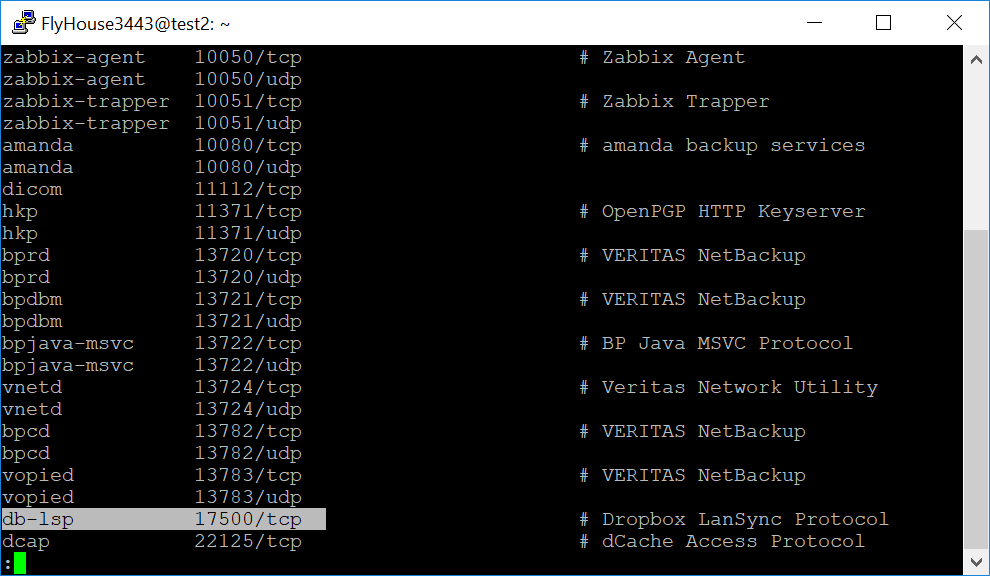 FlyHouse3443@test2: ~
zabbix-agent 10050/tcp # Zabbix Agent
zabbix-agent 10050/udp
zabbix-trapper 10051/tcp # Zabbix Trapper
zabbix-trapper 10051/udp
amanda 10080/tcp # amanda backup services
amanda 10080/udp
dicom 11112/tcp
hkp 11371/tcp # OpenPGP HTTP Keyserver
hkp 11371/udp
bprd 13720/tcp # VERITAS NetBackup
bprd 13720/udp
bpdbm 13721/tcp # VERITAS NetBackup
bpdbm 13721/udp
bpjava-msvc 13722/tcp # BP Java MSVC Protocol
bpjava-msvc 13722/udp
vnetd 13724/tcp # Veritas Network Utility
vnetd 13724/udp
bpcd 13782/tcp # VERITAS NetBackup
bpcd 13782/udp
vopied 13783/tcp # VERITAS NetBackup
vopied 13783/udp
db-lsp 17500/tcp # Dropbox LanSync Protocol
dcap 22125/tcp # dCache Access Protocol
: